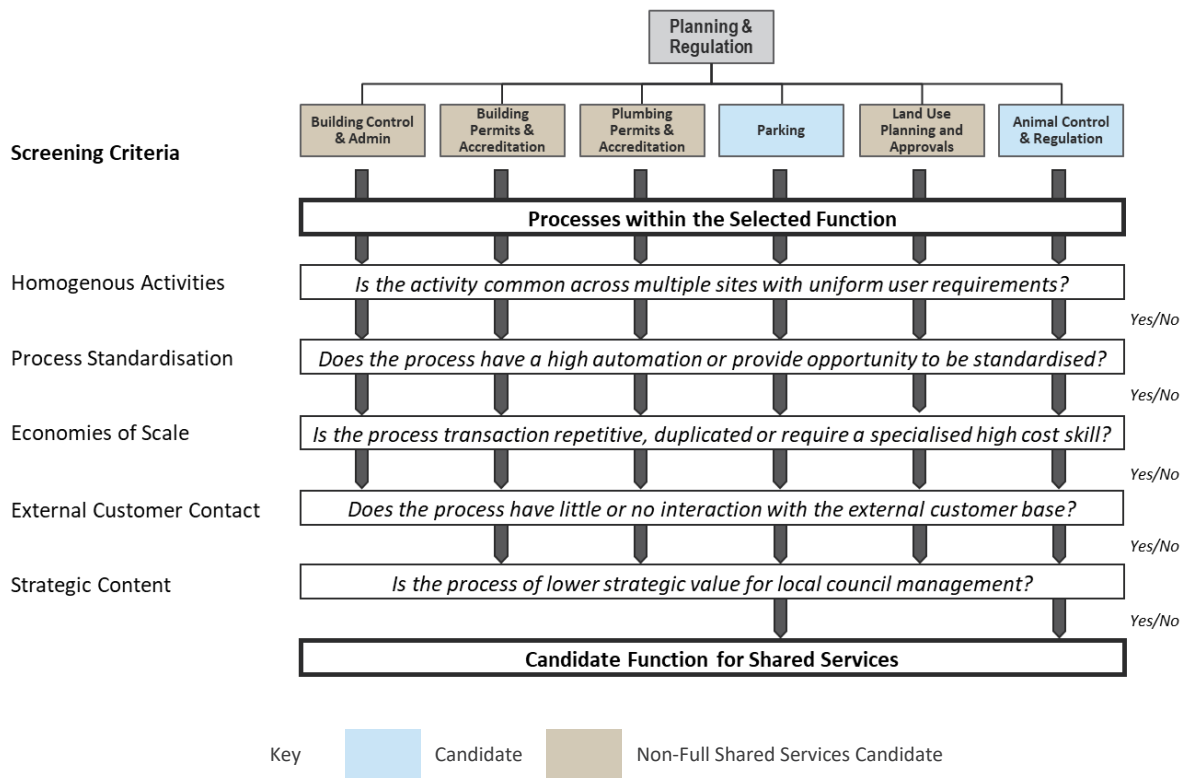 Planning &
Regulation
Building Control
& Admin
Building
Permits &
Accreditation
Plumbing
Permits &
Accreditation
Parking
Land Use
Planning and
Approvals
Animal Control
& Regulation
Screening Criteria
Processes within the Selected Function
Homogenous Activities
Is the activity common across multiple sites with uniform user requirements?
Yes/No
Process Standardisation
Does the process have a high automation or provide opportunity to be standardised?
Yes/No
Economies of Scale
Is the process transaction repetitive, duplicated or require a specialised high cost skill?
Yes/No
External Customer Contact
Does the process have little or no interaction with the external customer base?
Yes/No
Strategic Content
Is the process of lower strategic value for local council management?
Yes/No
Candidate Function for Shared Services
Key
Candidate
Non-Full Shared Services Candidate